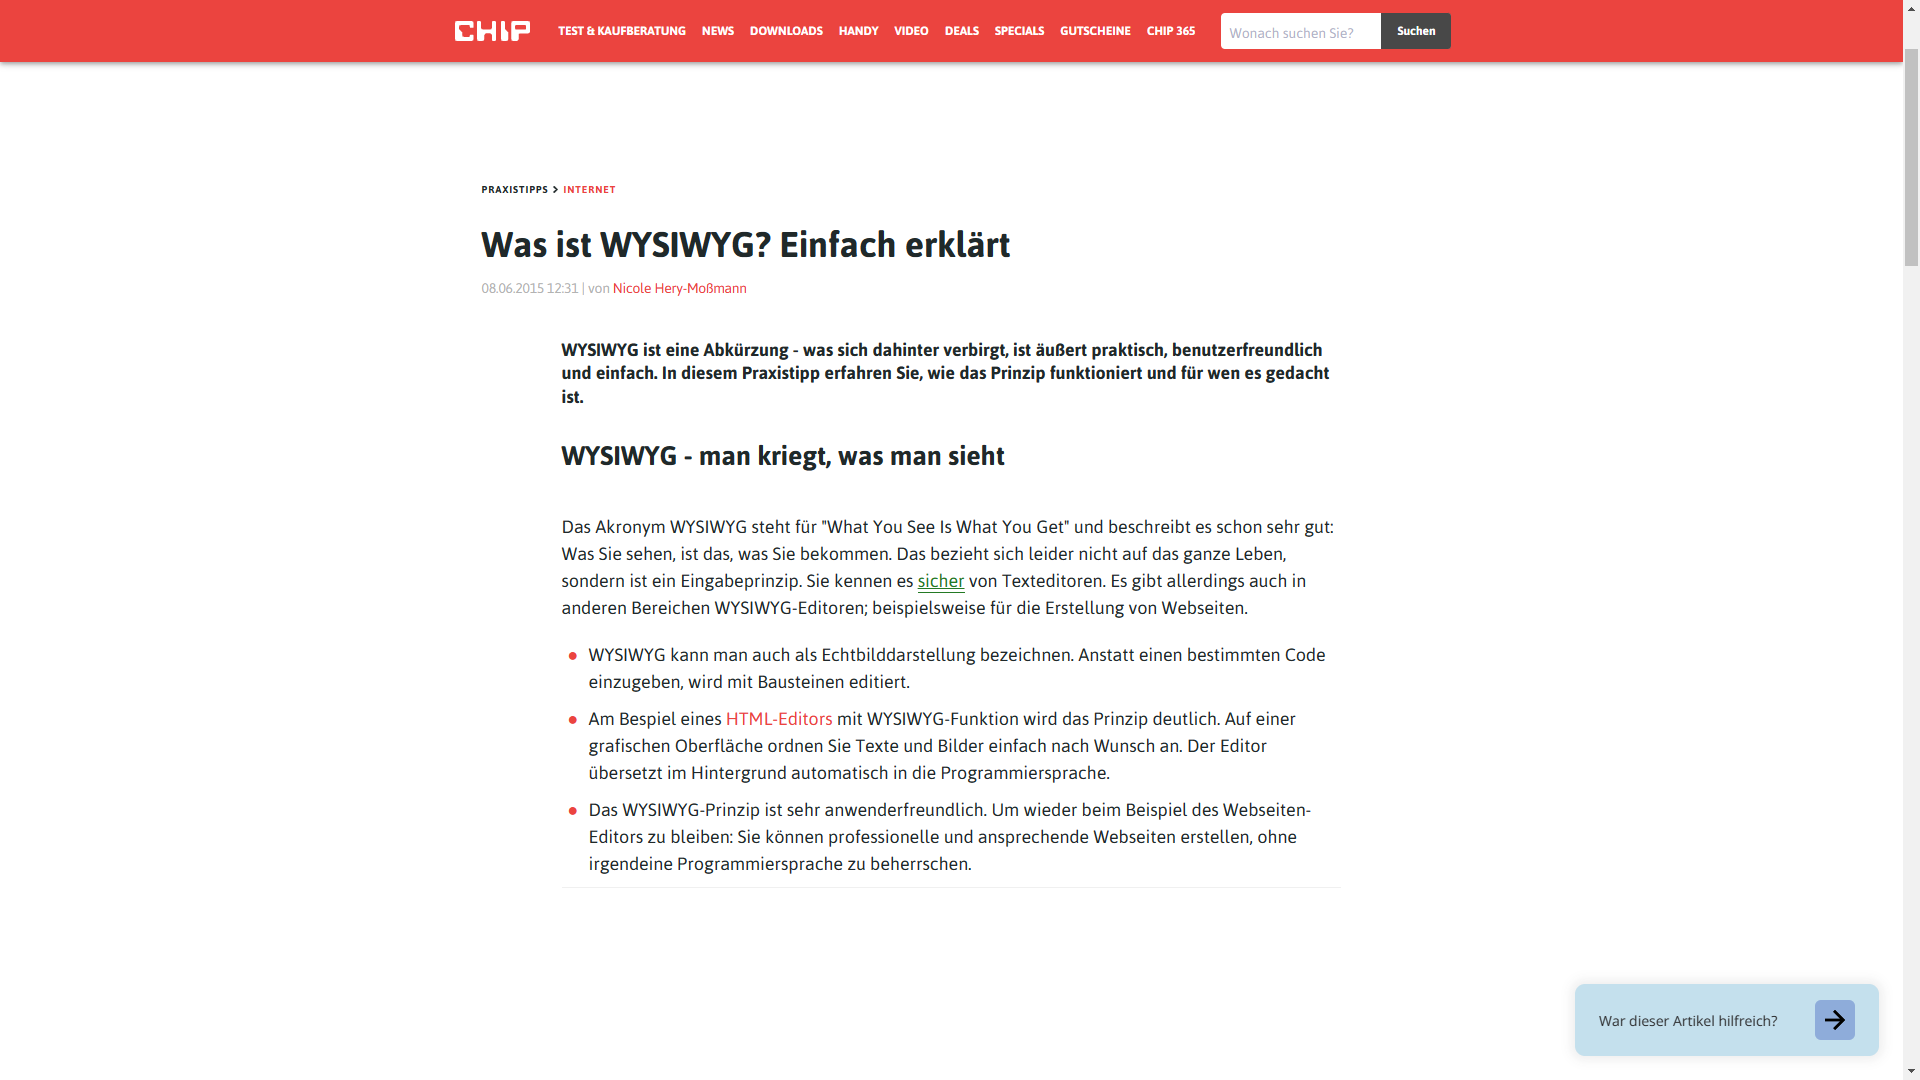 CHIP TEST & KAUFBERATUNG NEWS DOWNLOADS HANDY VIDEO DEALS SPECIALS GUTSCHEINE CHIP 365 Wonach suchen Sie? Suchen
PRAXISTIPPS > INTERNET
Was ist WYSIWYG? Einfach erklärt
08.06.2015 12:31 | von Nicole Hery-Moßmann
WYSIWYG ist eine Abkürzung - was sich dahinter verbirgt, ist äußert praktisch, benutzerfreundlich
und einfach. In diesem Praxistipp erfahren Sie, wie das Prinzip funktioniert und für wen es gedacht
ist.
WYSIWYG - man kriegt, was man sieht
Das Akronym WYSIWYG steht für "What You See Is What You Get" und beschreibt es schon sehr gut:
Was Sie sehen, ist das, was Sie bekommen. Das bezieht sich leider nicht auf das ganze Leben,
sondern ist ein Eingabeprinzip. Sie kennen es sicher von Texteditoren. Es gibt allerdings auch in
anderen Bereichen WYSIWYG-Editoren; beispielsweise für die Erstellung von Webseiten.
● WYSIWYG kann man auch als Echtbilddarstellung bezeichnen. Anstatt einen bestimmten Code
einzugeben, wird mit Bausteinen editiert.
● Am Bespiel eines HTML-Editors mit WYSIWYG-Funktion wird das Prinzip deutlich. Auf einer
grafischen Oberfläche ordnen Sie Texte und Bilder einfach nach Wunsch an. Der Editor
übersetzt im Hintergrund automatisch in die Programmiersprache.
● Das WYSIWYG-Prinzip ist sehr anwenderfreundlich. Um wieder beim Beispiel des Webseiten-
Editors zu bleiben: Sie können professionelle und ansprechende Webseiten erstellen, ohne
irgendeine Programmiersprache zu beherrschen.
War dieser Artikel hilfreich?